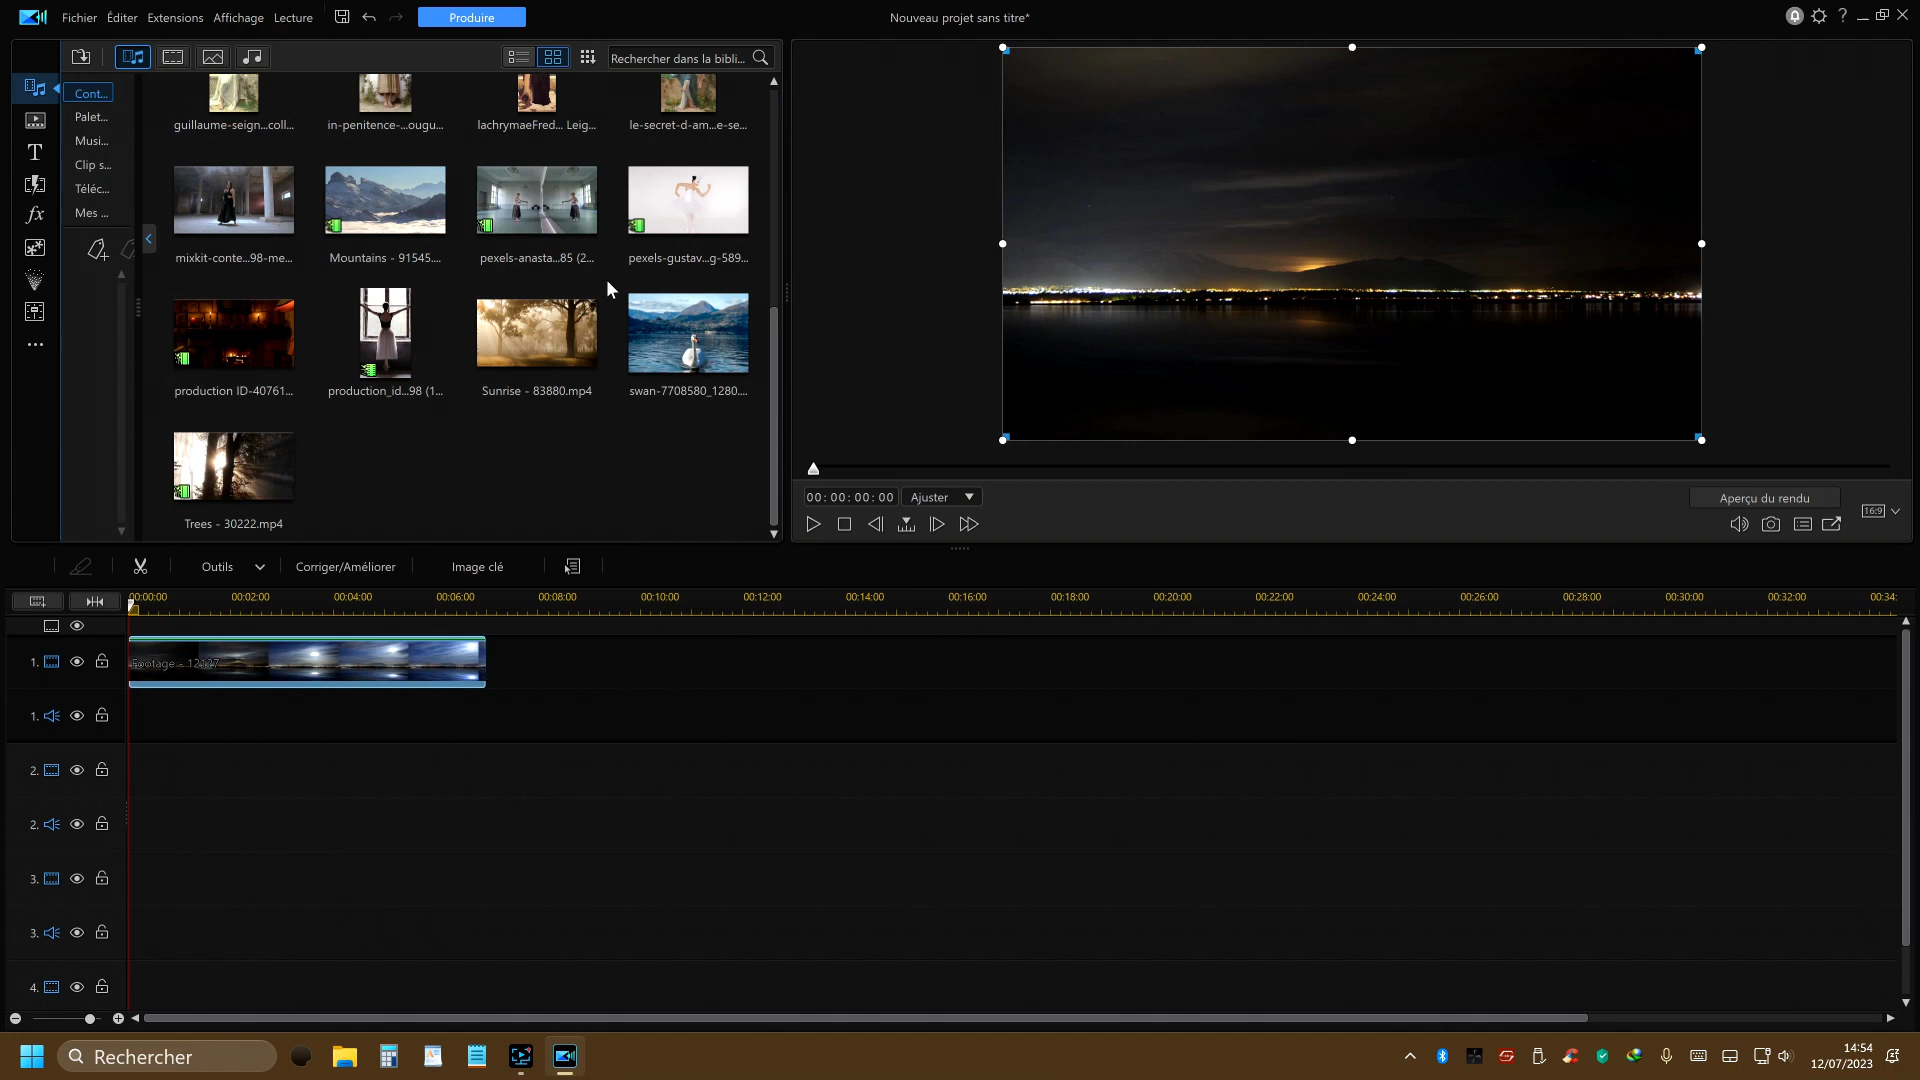 Fichier Éditer Extensions Affichage Lecture Produire Nouveau projet sans titre* ?
Rechercher dans la bibli...
Cont...
Palet...
Musi...
Clip s...
Téléc...
Mes ...
T
fx
guillaume-seign...coll... in-penitence-...ougu... lachrymaeFred... Leig... le-secret-d-am...e-se...
mixkit-conte...98-me... Mountains - 91545.... pexels-anasta...85 (2... pexels-gustav...g-589...
production ID-40761... production_id...98 (1... Sunrise - 83880.mp4 swan-7708580_1280....
Trees - 30222.mp4
00:00:00:00 Ajuster Aperçu du rendu
16:9
Outils Corriger/Améliorer Image clé
00:00:00 00:02:00 00:04:00 00:06:00 00:08:00 00:10:00 00:12:00 00:14:00 00:16:00 00:18:00 00:20:00 00:22:00 00:24:00 00:26:00 00:28:00 00:30:00 00:32:00 00:34:
1. Footage - 12127
1.
2.
2.
3.
3.
4.
Rechercher 14:54
12/07/2023